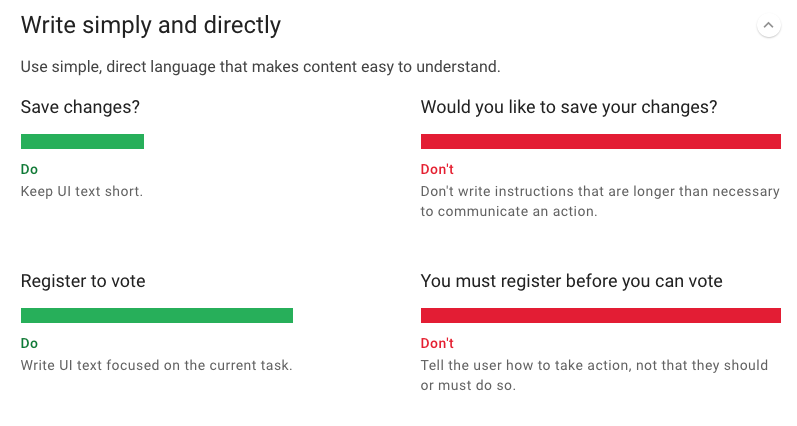 Write simply and directly
Use simple, direct language that makes content easy to understand.
Save changes?
Do
Keep UI text short.
Would you like to save your changes?
Don't
Don't write instructions that are longer than necessary
to communicate an action.
Register to vote
Do
Write UI text focused on the current task.
You must register before you can vote
Don't
Tell the user how to take action, not that they should
or must do so.